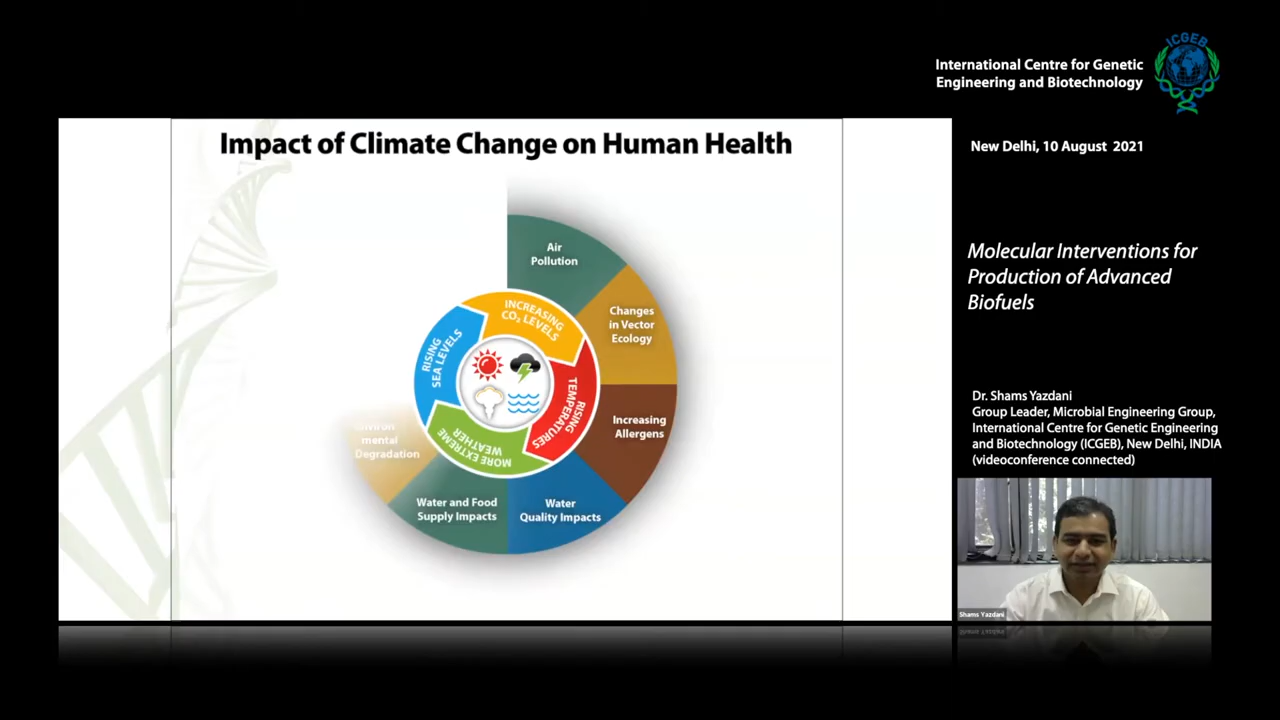 ICGEB
International Centre for Genetic
Engineering and Biotechnology
New Delhi, 10 August 2021
Impact of Climate Change on Human Health
Air
Pollution
Changes
in Vector
Ecology
Increasing
Allergens
Water
Quality Impacts
Water and Food
Supply Impacts
Environ
mental
Degradation
INCREASING
CO₂ LEVELS
RISING
TEMPERATURES
MORE EXTREME
WEATHER
RISING
SEA LEVELS
Molecular Interventions for
Production of Advanced
Biofuels
Dr. Shams Yazdani
Group Leader, Microbial Engineering Group,
International Centre for Genetic Engineering
and Biotechnology (ICGEB), New Delhi, INDIA
(videoconference connected)
Shams Yazdani